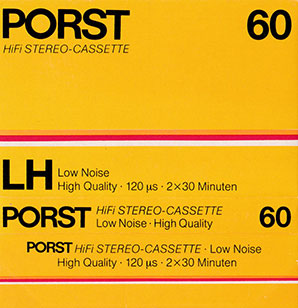 PORST 60
HiFi STEREO-CASSETTE
LH Low Noise
High Quality · 120 µs · 2×30 Minuten
PORST HiFi STEREO-CASSETTE 60
Low Noise · High Quality
PORST HiFi STEREO-CASSETTE · Low Noise
High Quality · 120 µs · 2×30 Minuten